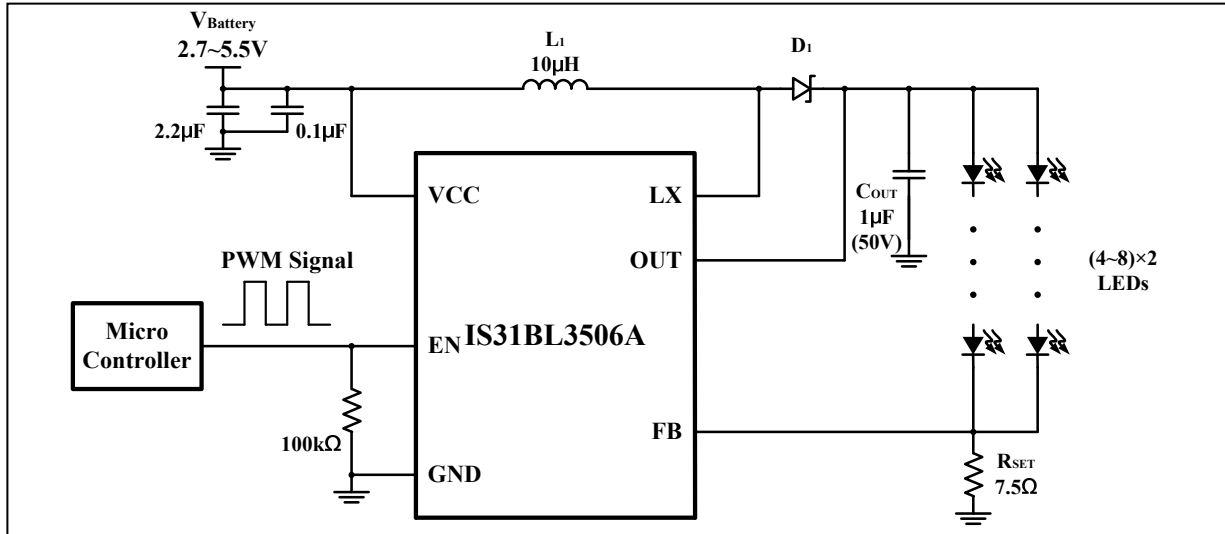 VBattery
2.7~5.5V
L1
10µH
D1
2.2µF
0.1µF
VCC
LX
COUT
1µF
(50V)
PWM Signal
OUT
(4~8)×2
LEDs
Micro
Controller
EN
IS31BL3506A
100kΩ
FB
GND
RSET
7.5Ω